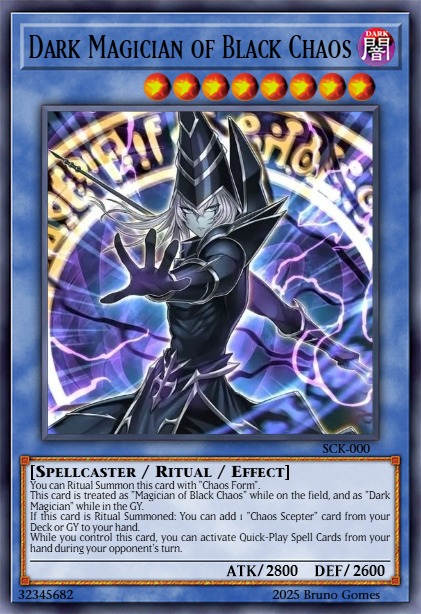 DARK MAGICIAN OF BLACK CHAOS
DARK
闇
SCK-000
[SPELLCASTER / RITUAL / EFFECT]
You can Ritual Summon this card with "Chaos Form".
This card is treated as "Magician of Black Chaos" while on the field, and as "Dark
Magician" while in the GY.
If this card is Ritual Summoned: You can add 1 "Chaos Scepter" card from your
Deck or GY to your hand.
While you control this card, you can activate Quick-Play Spell Cards from your
hand during your opponent's turn.
ATK/2800 DEF/2600
32345682
2025 Bruno Gomes